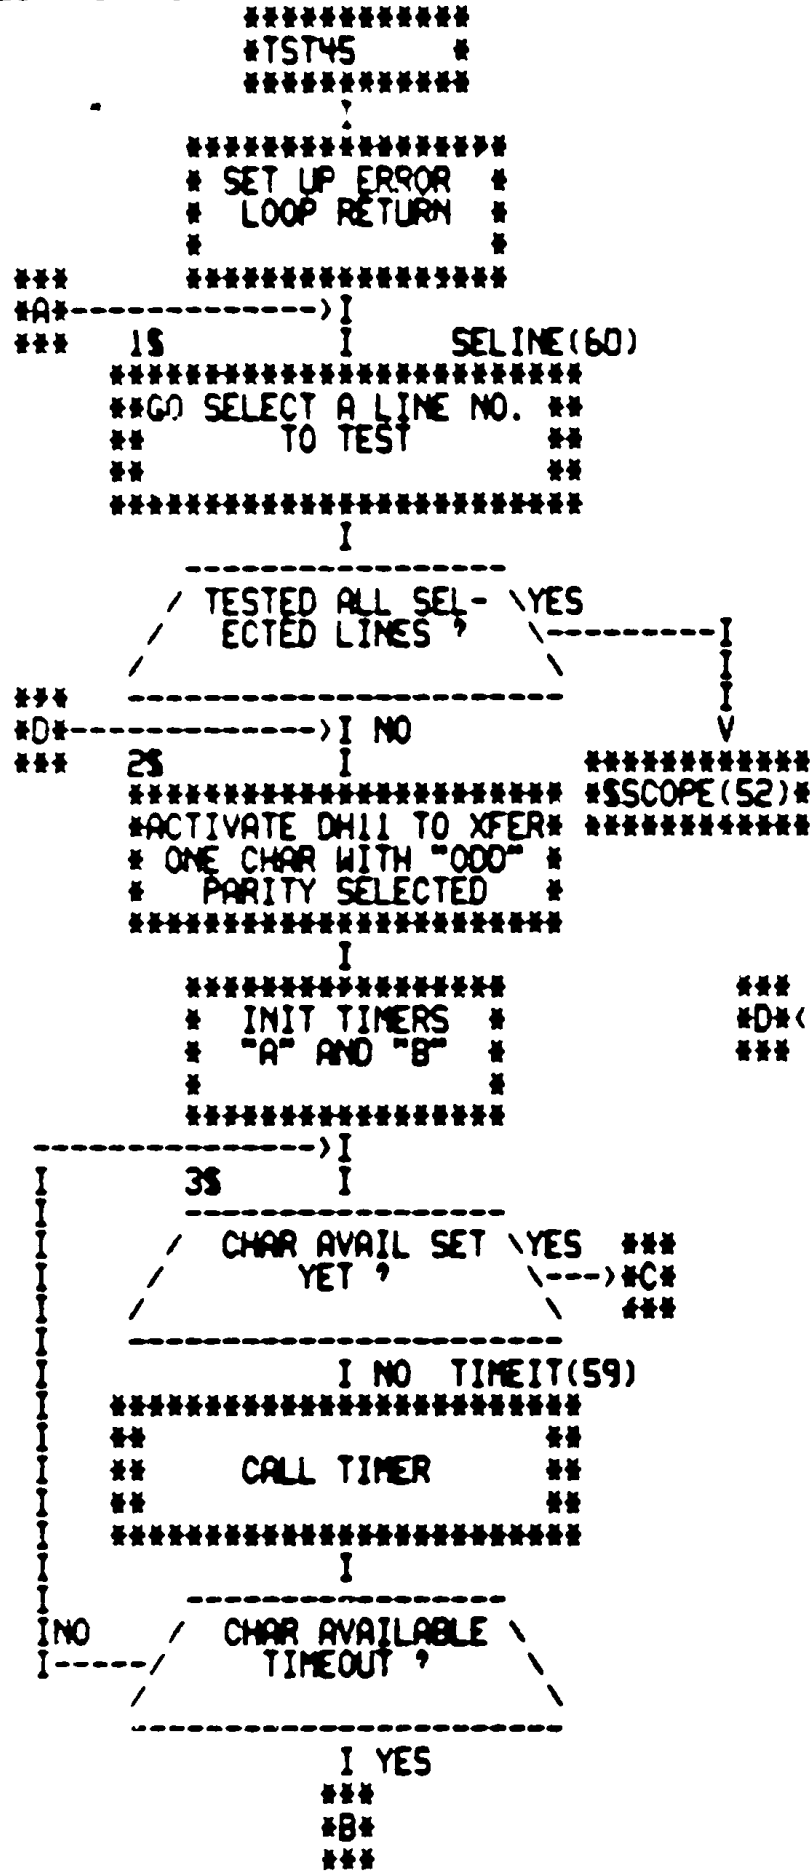 ************
*TST45     *
************
****************
* SET UP ERROR *
* LOOP RETURN *
*              *
****************
***
*A*--------------->I
***   1$   I   SELINE(60)
*************************
**GO SELECT A LINE NO. **
**       TO TEST       **
**                     **
*************************
I
-----------------
/ TESTED ALL SEL- \YES
/ ECTED LINES ? \---------I
/ \ I
----------------------- I
***
*D*--------------->I NO V
***   2$   I   ************
*********************** *$SCOPE(52)*
*ACTIVATE DH11 TO XFER* ************
* ONE CHAR WITH "ODD" *
* PARITY SELECTED *
***********************
I
***************** ***
* INIT TIMERS * *D*<
* "A" AND "B" * ***
*              *
*****************
---------------->I
I   3$   I
I -----------------
I / CHAR AVAIL SET \YES ***
I / YET ? \--->*C*
I / \ ***
I -----------------------
I I NO TIMEIT(59)
I *************************
I **                     **
I **     CALL TIMER      **
I **                     **
I *************************
I I
I -----------------
INO / CHAR AVAILABLE \
I-----/ TIMEOUT ? \
/ \
-----------------------
I YES
***
*B*
***